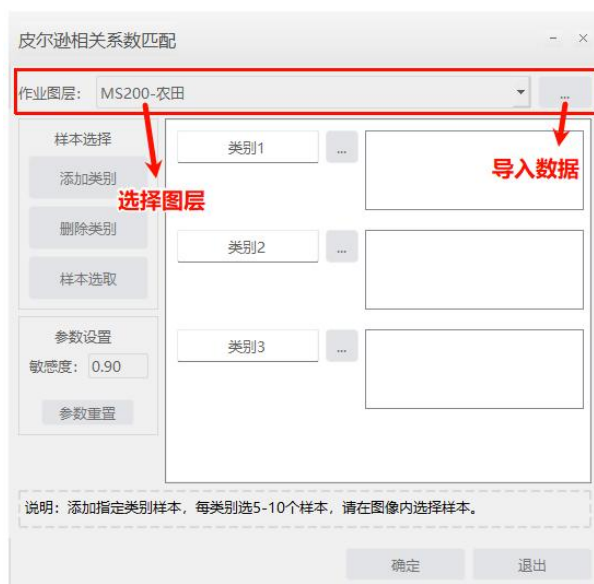 皮尔逊相关系数匹配
作业图层： MS200-农田 ...
样本选择
添加类别
删除类别
样本选取
类别1 ...
导入数据
选择图层
类别2 ...
类别3 ...
参数设置
敏感度： 0.90
参数重置
说明：添加指定类别样本，每类别选5-10个样本，请在图像内选择样本。
确定 退出